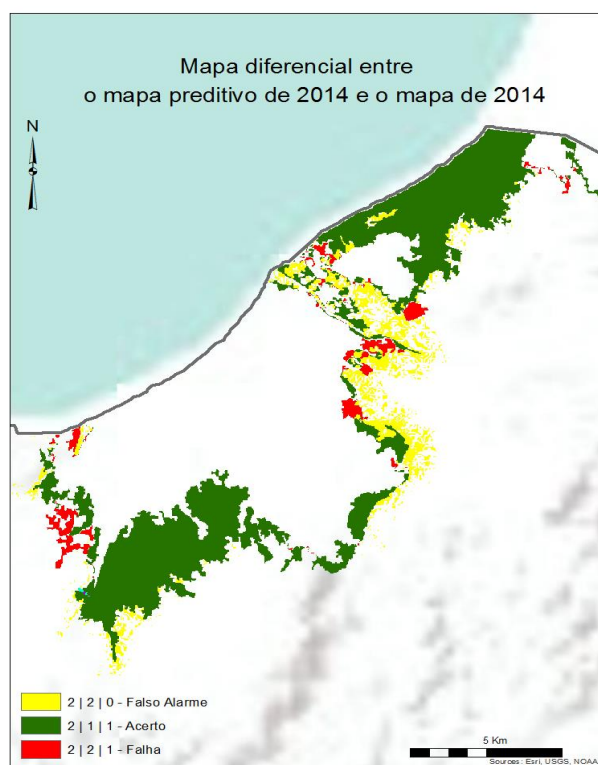 Mapa diferencial entre
o mapa preditivo de 2014 e o mapa de 2014
N
2 | 2 | 0 - Falso Alarme
2 | 1 | 1 - Acerto
2 | 2 | 1 - Falha
5 Km
Sources: Esri, USGS, NOAA